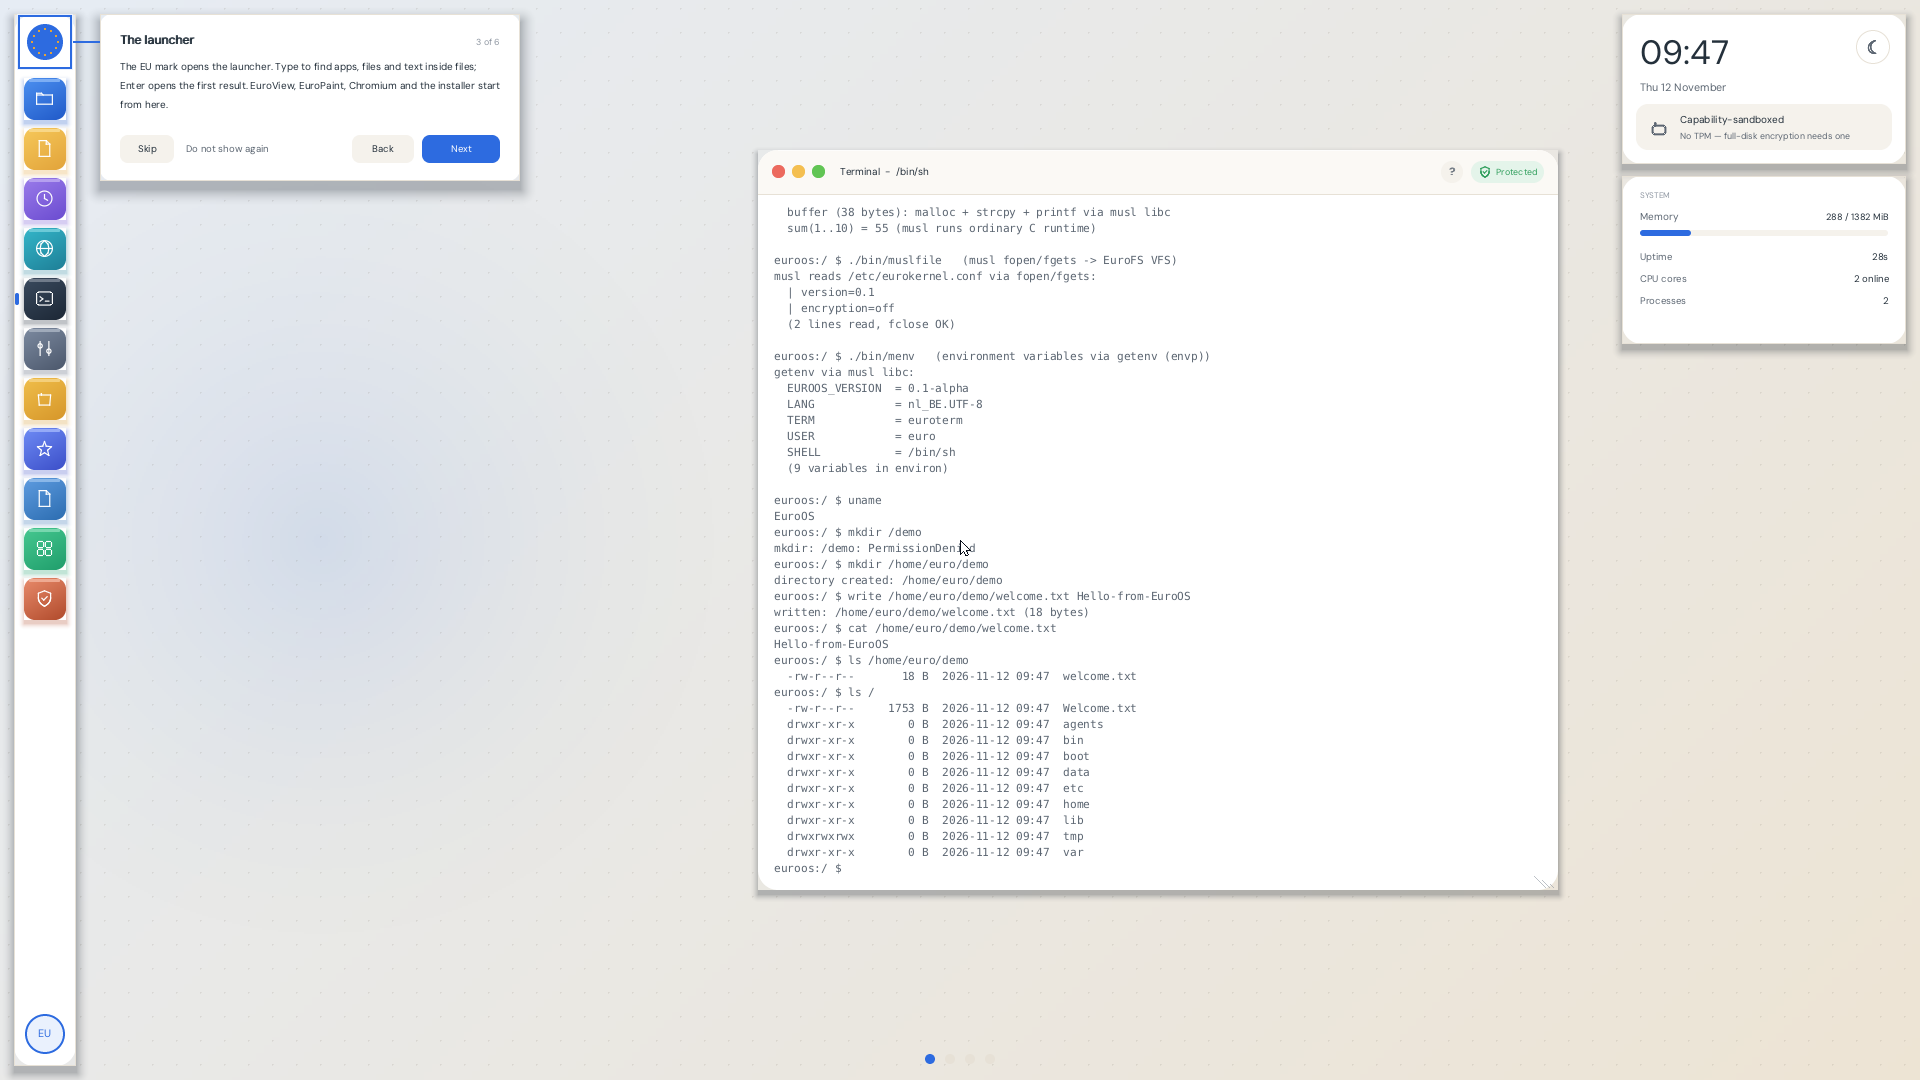 The launcher
3 of 6
The EU mark opens the launcher. Type to find apps, files and text inside files;
Enter opens the first result. EuroView, EuroPaint, Chromium and the installer start
from here.
Skip
Do not show again
Back
Next
Terminal - /bin/sh
?
Protected
buffer (38 bytes): malloc + strcpy + printf via musl libc
sum(1..10) = 55 (musl runs ordinary C runtime)
euroos:/ $ ./bin/muslfile   (musl fopen/fgets -> EuroFS VFS)
musl reads /etc/eurokernel.conf via fopen/fgets:
| version=0.1
| encryption=off
(2 lines read, fclose OK)
euroos:/ $ ./bin/menv   (environment variables via getenv (envp))
getenv via musl libc:
EUROOS_VERSION  = 0.1-alpha
LANG            = nl_BE.UTF-8
TERM            = euroterm
USER            = euro
SHELL           = /bin/sh
(9 variables in environ)
euroos:/ $ uname
EuroOS
euroos:/ $ mkdir /demo
mkdir: /demo: PermissionDenied
euroos:/ $ mkdir /home/euro/demo
directory created: /home/euro/demo
euroos:/ $ write /home/euro/demo/welcome.txt Hello-from-EuroOS
written: /home/euro/demo/welcome.txt (18 bytes)
euroos:/ $ cat /home/euro/demo/welcome.txt
Hello-from-EuroOS
euroos:/ $ ls /home/euro/demo
-rw-r--r--       18 B  2026-11-12 09:47  welcome.txt
euroos:/ $ ls /
-rw-r--r--     1753 B  2026-11-12 09:47  Welcome.txt
drwxr-xr-x        0 B  2026-11-12 09:47  agents
drwxr-xr-x        0 B  2026-11-12 09:47  bin
drwxr-xr-x        0 B  2026-11-12 09:47  boot
drwxr-xr-x        0 B  2026-11-12 09:47  data
drwxr-xr-x        0 B  2026-11-12 09:47  etc
drwxr-xr-x        0 B  2026-11-12 09:47  home
drwxr-xr-x        0 B  2026-11-12 09:47  lib
drwxrwxrwx        0 B  2026-11-12 09:47  tmp
drwxr-xr-x        0 B  2026-11-12 09:47  var
euroos:/ $
09:47
Thu 12 November
Capability-sandboxed
No TPM — full-disk encryption needs one
SYSTEM
Memory
288 / 1382 MiB
Uptime
28s
CPU cores
2 online
Processes
2
EU